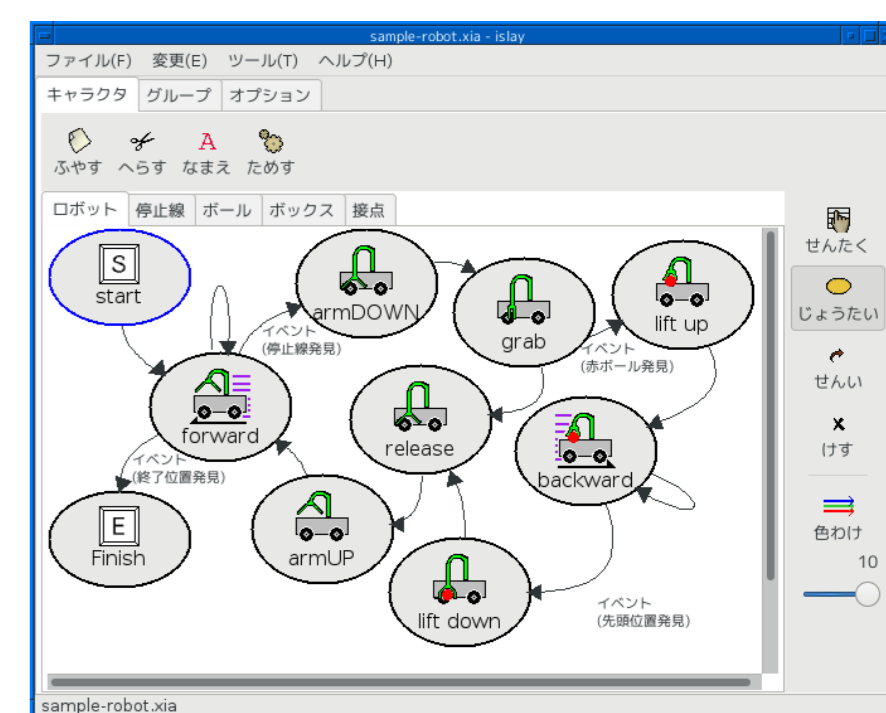 sample-robot.xia - islay
ファイル(F) 変更(E) ツール(T) ヘルプ(H)
キャラクタ グループ オプション
ふやす へらす なまえ ためす
ロボット 停止線 ボール ボックス 接点
S
start
armDOWN
grab
lift up
イベント
(停止線発見)
イベント
(赤ボール発見)
forward
release
backward
イベント
(終了位置発見)
E
Finish
armUP
lift down
イベント
(先頭位置発見)
せんたく
じょうたい
せんい
けす
色わけ
10
sample-robot.xia